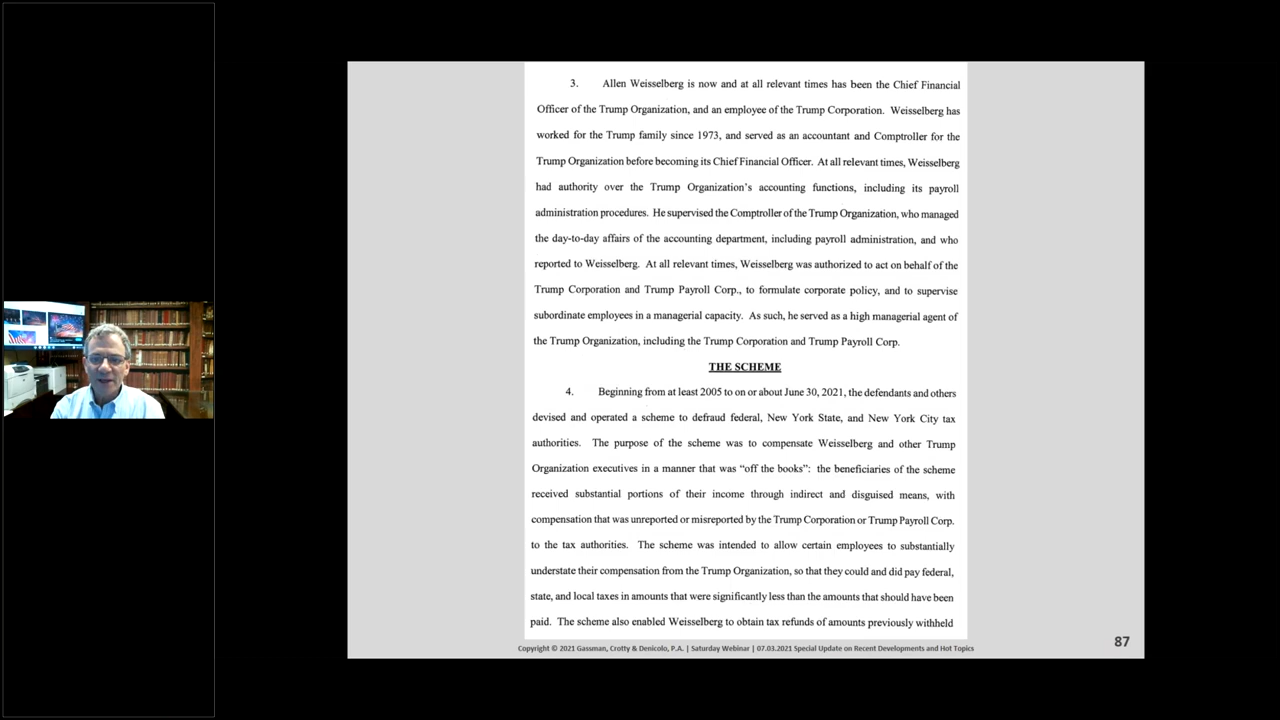 3. Allen Weisselberg is now and at all relevant times has been the Chief Financial
Officer of the Trump Organization, and an employee of the Trump Corporation. Weisselberg has
worked for the Trump family since 1973, and served as an accountant and Comptroller for the
Trump Organization before becoming its Chief Financial Officer. At all relevant times, Weisselberg
had authority over the Trump Organization's accounting functions, including its payroll
administration procedures. He supervised the Comptroller of the Trump Organization, who managed
the day-to-day affairs of the accounting department, including payroll administration, and who
reported to Weisselberg. At all relevant times, Weisselberg was authorized to act on behalf of the
Trump Corporation and Trump Payroll Corp., to formulate corporate policy, and to supervise
subordinate employees in a managerial capacity. As such, he served as a high managerial agent of
the Trump Organization, including the Trump Corporation and Trump Payroll Corp.
THE SCHEME
4. Beginning from at least 2005 to on or about June 30, 2021, the defendants and others
devised and operated a scheme to defraud federal, New York State, and New York City tax
authorities. The purpose of the scheme was to compensate Weisselberg and other Trump
Organization executives in a manner that was “off the books”: the beneficiaries of the scheme
received substantial portions of their income through indirect and disguised means, with
compensation that was unreported or misreported by the Trump Corporation or Trump Payroll Corp.
to the tax authorities. The scheme was intended to allow certain employees to substantially
understate their compensation from the Trump Organization, so that they could and did pay federal,
state, and local taxes in amounts that were significantly less than the amounts that should have been
paid. The scheme also enabled Weisselberg to obtain tax refunds of amounts previously withheld
87
Copyright © 2021 Gassman, Crotty & Denicolo, P.A. | Saturday Webinar | 07.03.2021 Special Update on Recent Developments and Hot Topics